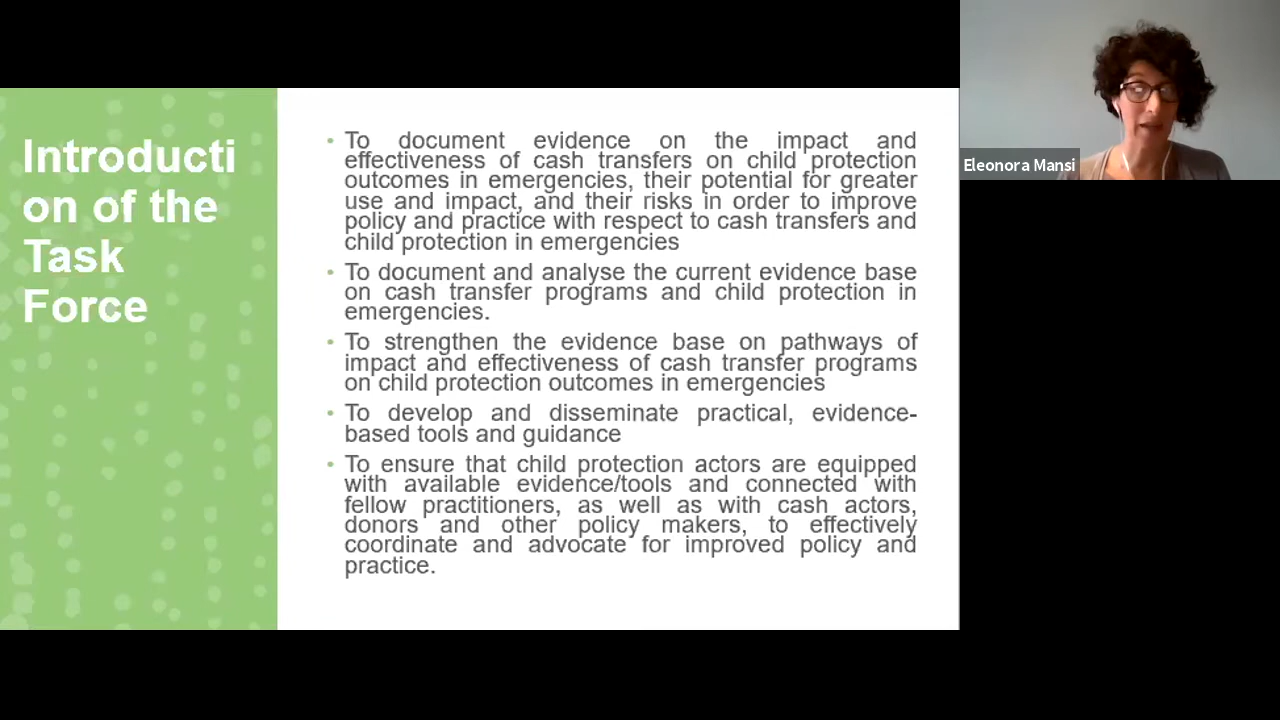 Introducti
on of the
Task
Force
• To document evidence on the impact and
effectiveness of cash transfers on child protection
outcomes in emergencies, their potential for greater
use and impact, and their risks in order to improve
policy and practice with respect to cash transfers and
child protection in emergencies
• To document and analyse the current evidence base
on cash transfer programs and child protection in
emergencies.
• To strengthen the evidence base on pathways of
impact and effectiveness of cash transfer programs
on child protection outcomes in emergencies
• To develop and disseminate practical, evidence-
based tools and guidance
• To ensure that child protection actors are equipped
with available evidence/tools and connected with
fellow practitioners, as well as with cash actors,
donors and other policy makers, to effectively
coordinate and advocate for improved policy and
practice.
Eleonora Mansi